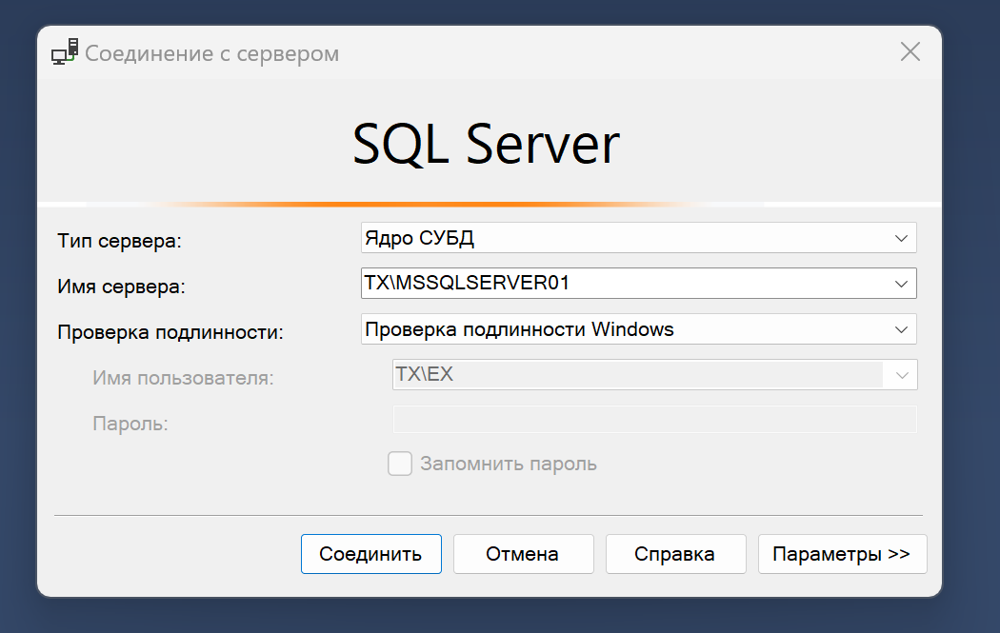 Соединение с сервером
SQL Server
Тип сервера: Ядро СУБД
Имя сервера: TX\MSSQLSERVER01
Проверка подлинности: Проверка подлинности Windows
Имя пользователя: TX\EX
Пароль:
Запомнить пароль
Соединить Отмена Справка Параметры >>